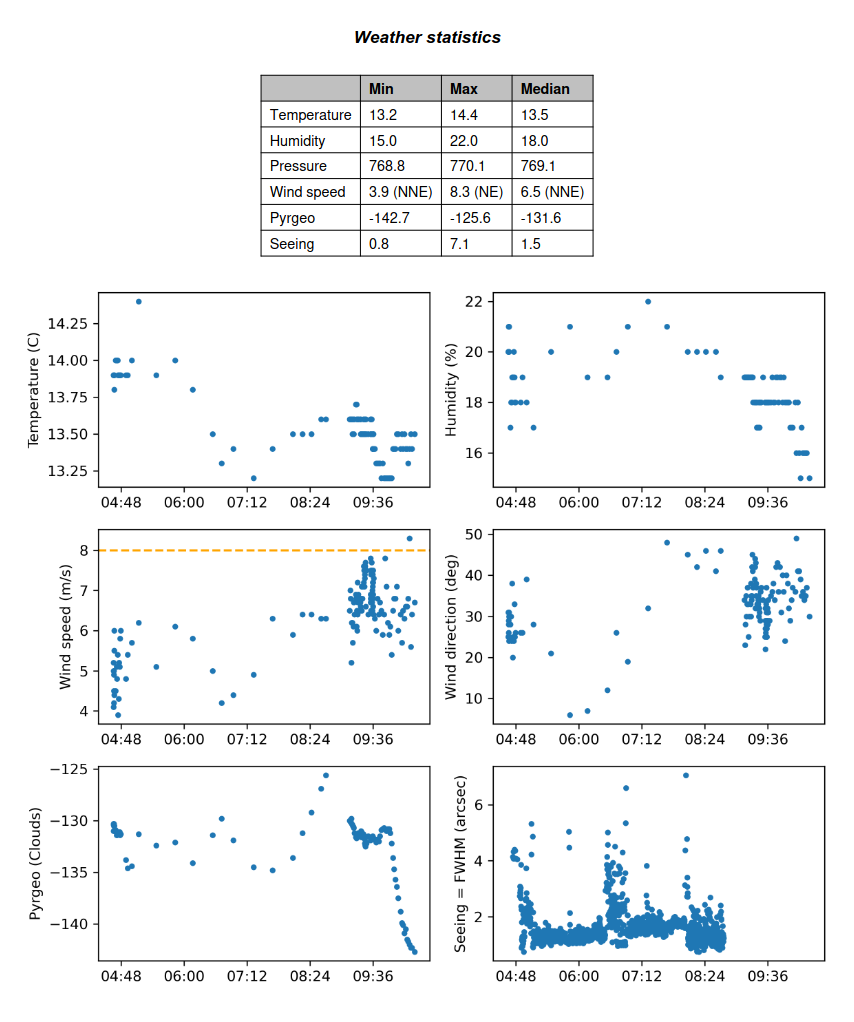 Weather statistics
Min Max Median
Temperature 13.2 14.4 13.5
Humidity 15.0 22.0 18.0
Pressure 768.8 770.1 769.1
Wind speed 3.9 (NNE) 8.3 (NE) 6.5 (NNE)
Pyrgeo -142.7 -125.6 -131.6
Seeing 0.8 7.1 1.5
Temperature (C)
14.25
14.00
13.75
13.50
13.25
04:48 06:00 07:12 08:24 09:36
Humidity (%)
22
20
18
16
04:48 06:00 07:12 08:24 09:36
Wind speed (m/s)
8
7
6
5
4
04:48 06:00 07:12 08:24 09:36
Wind direction (deg)
50
40
30
20
10
04:48 06:00 07:12 08:24 09:36
Pyrgeo (Clouds)
−125
−130
−135
−140
04:48 06:00 07:12 08:24 09:36
Seeing = FWHM (arcsec)
6
4
2
04:48 06:00 07:12 08:24 09:36